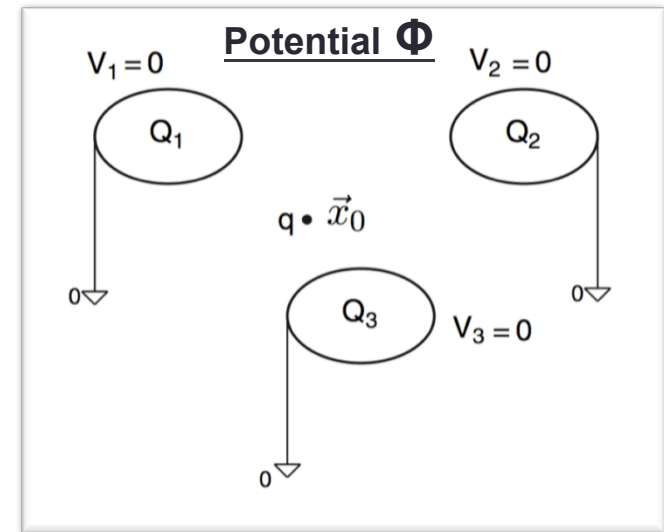 Potential Φ
V₁ = 0
V₂ = 0
Q₁
Q₂
q • x⃗₀
0
0
Q₃
V₃ = 0
0